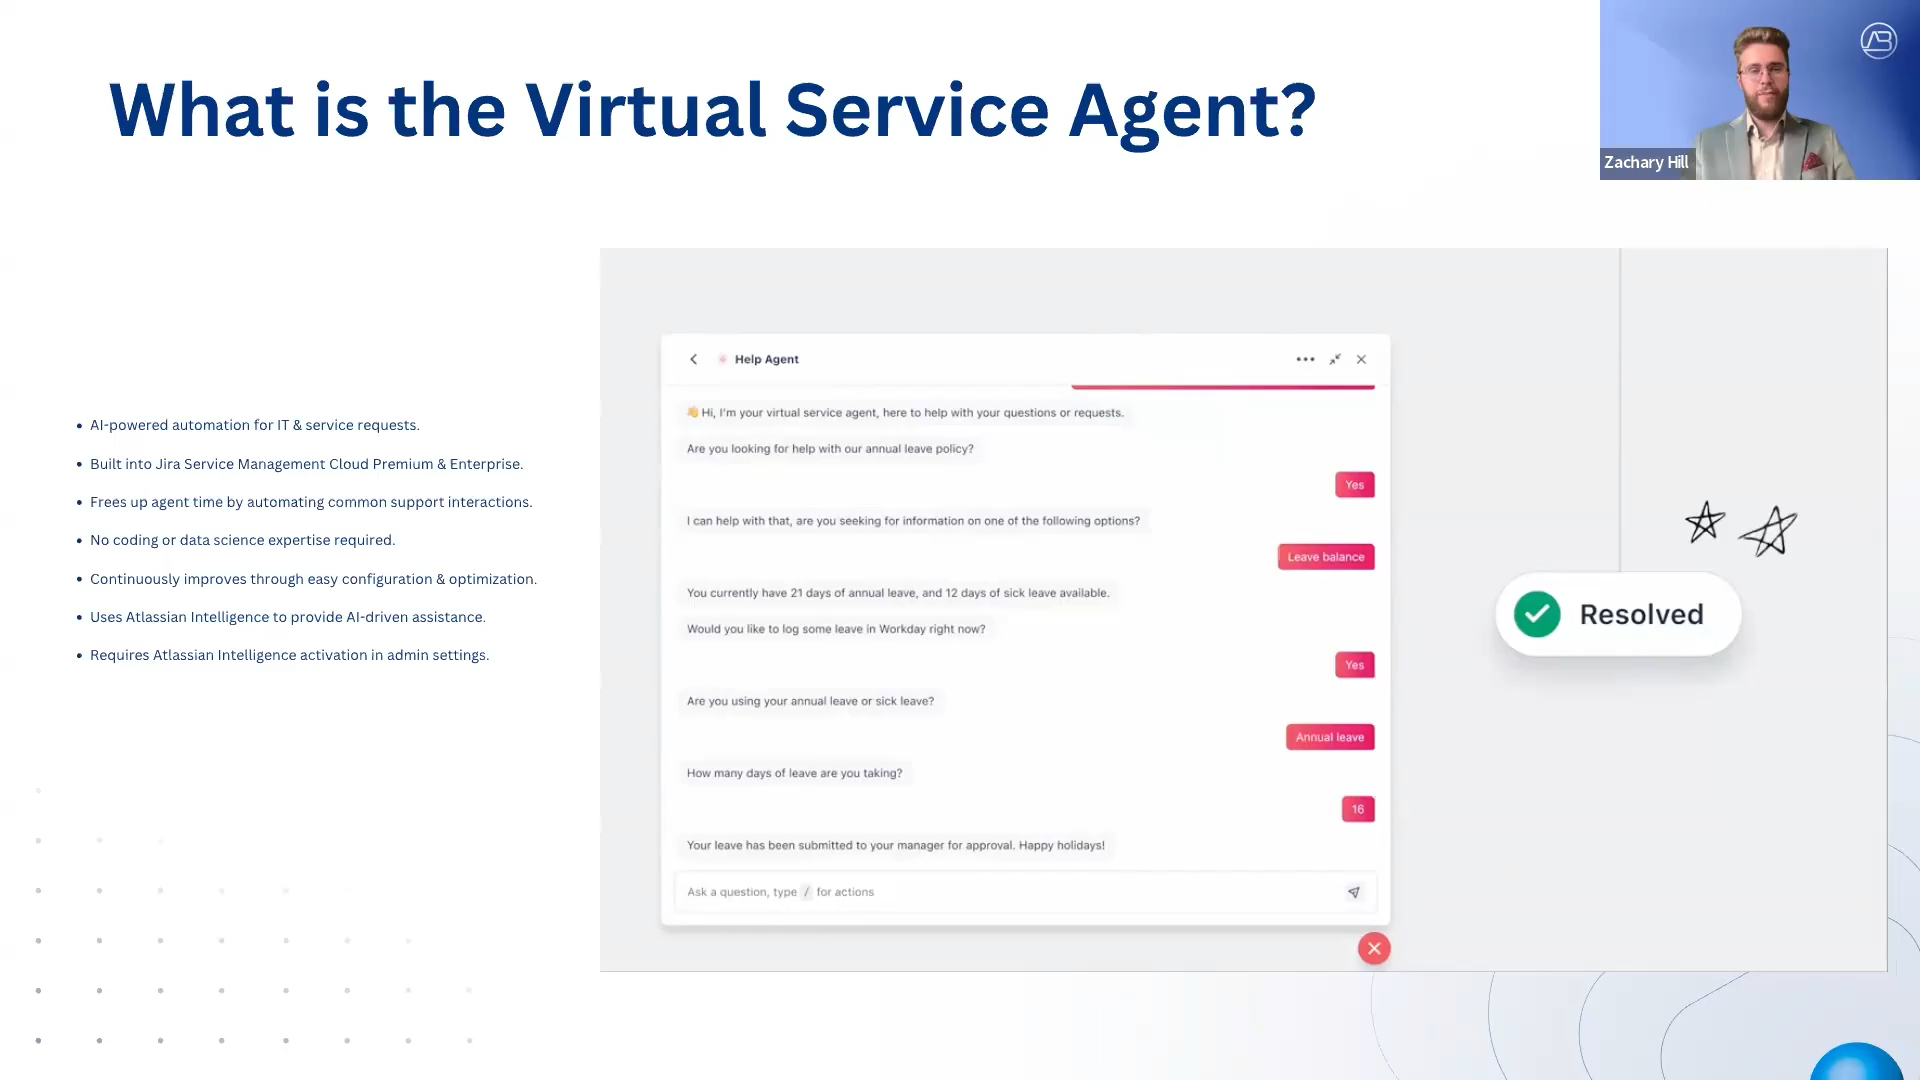 What is the Virtual Service Agent?
Zachary Hill
• AI-powered automation for IT & service requests.
• Built into Jira Service Management Cloud Premium & Enterprise.
• Frees up agent time by automating common support interactions.
• No coding or data science expertise required.
• Continuously improves through easy configuration & optimization.
• Uses Atlassian Intelligence to provide AI-driven assistance.
• Requires Atlassian Intelligence activation in admin settings.
Help Agent
👋 Hi, I'm your virtual service agent, here to help with your questions or requests.
Are you looking for help with our annual leave policy?
Yes
I can help with that, are you seeking for information on one of the following options?
Leave balance
You currently have 21 days of annual leave, and 12 days of sick leave available.
Would you like to log some leave in Workday right now?
Yes
Are you using your annual leave or sick leave?
Annual leave
How many days of leave are you taking?
16
Your leave has been submitted to your manager for approval. Happy holidays!
Ask a question, type / for actions
Resolved